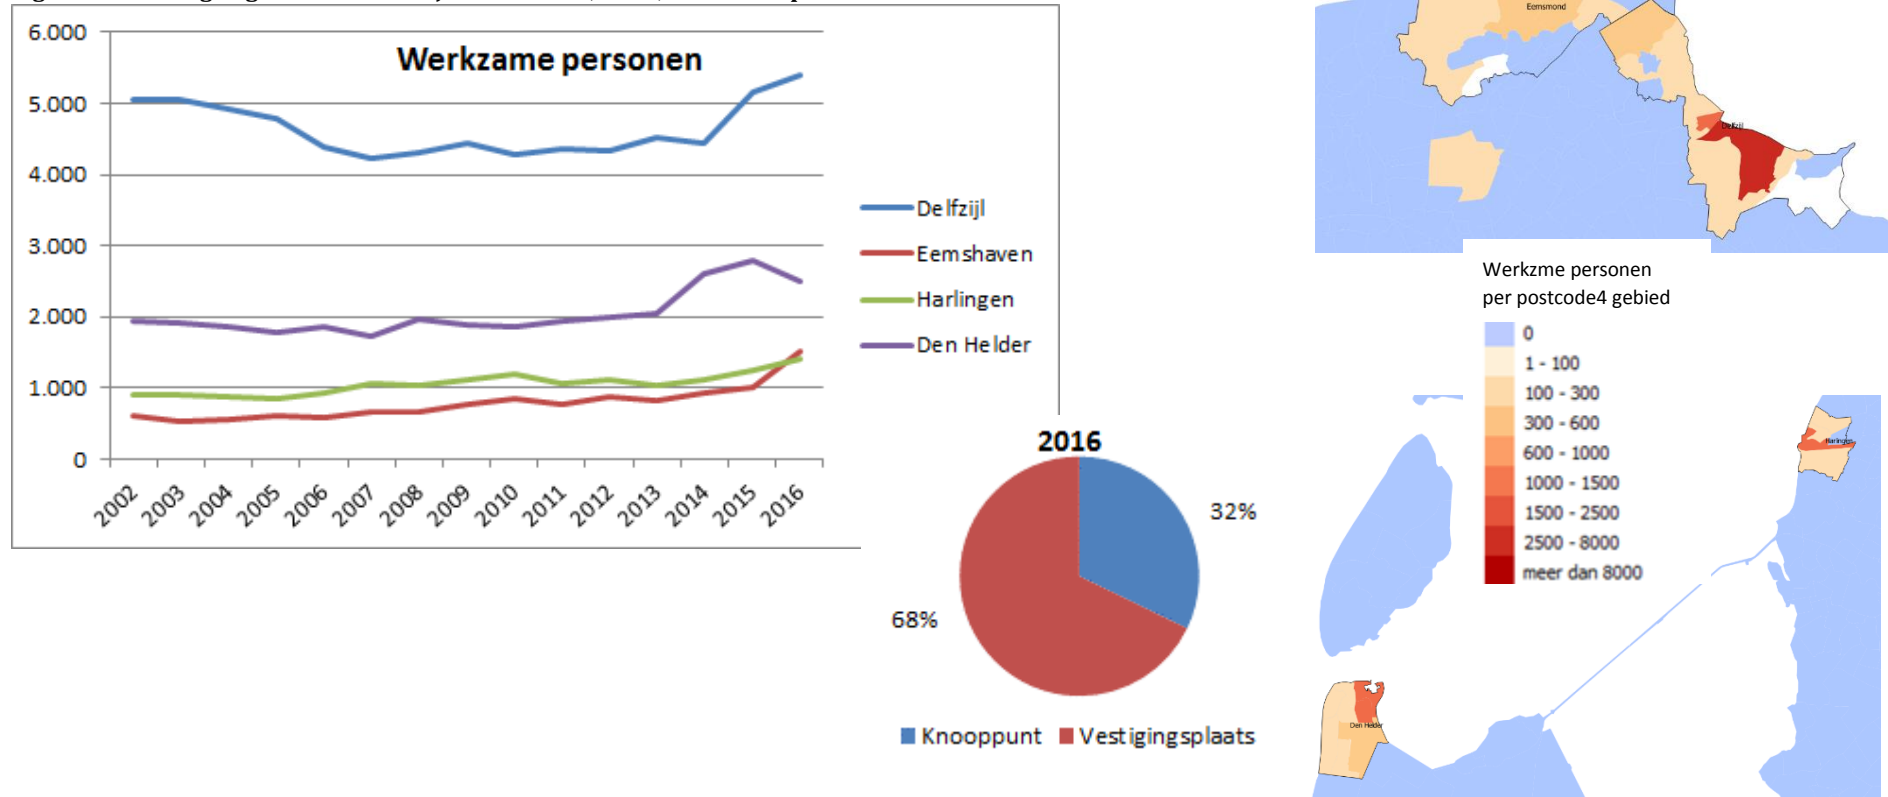 Werkzame personen
6.000
5.000
4.000
3.000
2.000
1.000
0
2002
2003
2004
2005
2006
2007
2008
2009
2010
2011
2012
2013
2014
2015
2016
Delfzijl
Eemshaven
Harlingen
Den Helder
2016
32%
68%
Knooppunt
Vestigingsplaats
Eemsmond
Delfzijl
Werkzme personen
per postcode4 gebied
0
1 - 100
100 - 300
300 - 600
600 - 1000
1000 - 1500
1500 - 2500
2500 - 8000
meer dan 8000
Harlingen
Den Helder